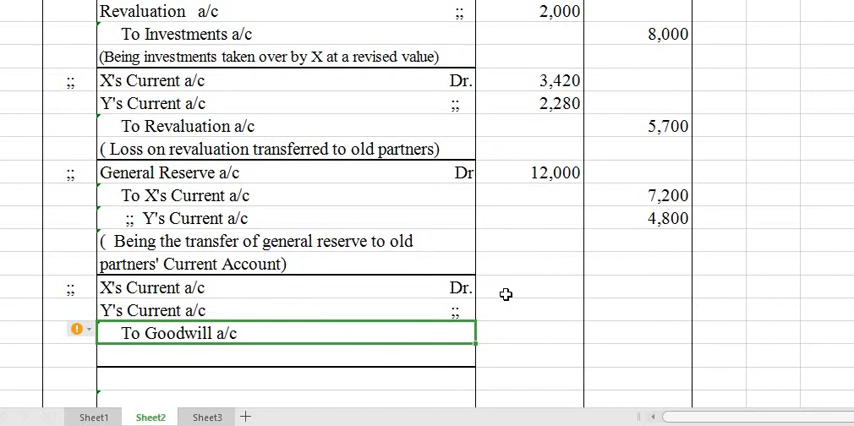 Revaluation a/c ;; 2,000
To Investments a/c 8,000
(Being investments taken over by X at a revised value)
;; X's Current a/c Dr. 3,420
Y's Current a/c ;; 2,280
To Revaluation a/c 5,700
( Loss on revaluation transferred to old partners)
;; General Reserve a/c Dr 12,000
To X's Current a/c 7,200
;; Y's Current a/c 4,800
( Being the transfer of general reserve to old
partners' Current Account)
;; X's Current a/c Dr.
Y's Current a/c ;;
To Goodwill a/c
Sheet1 Sheet2 Sheet3